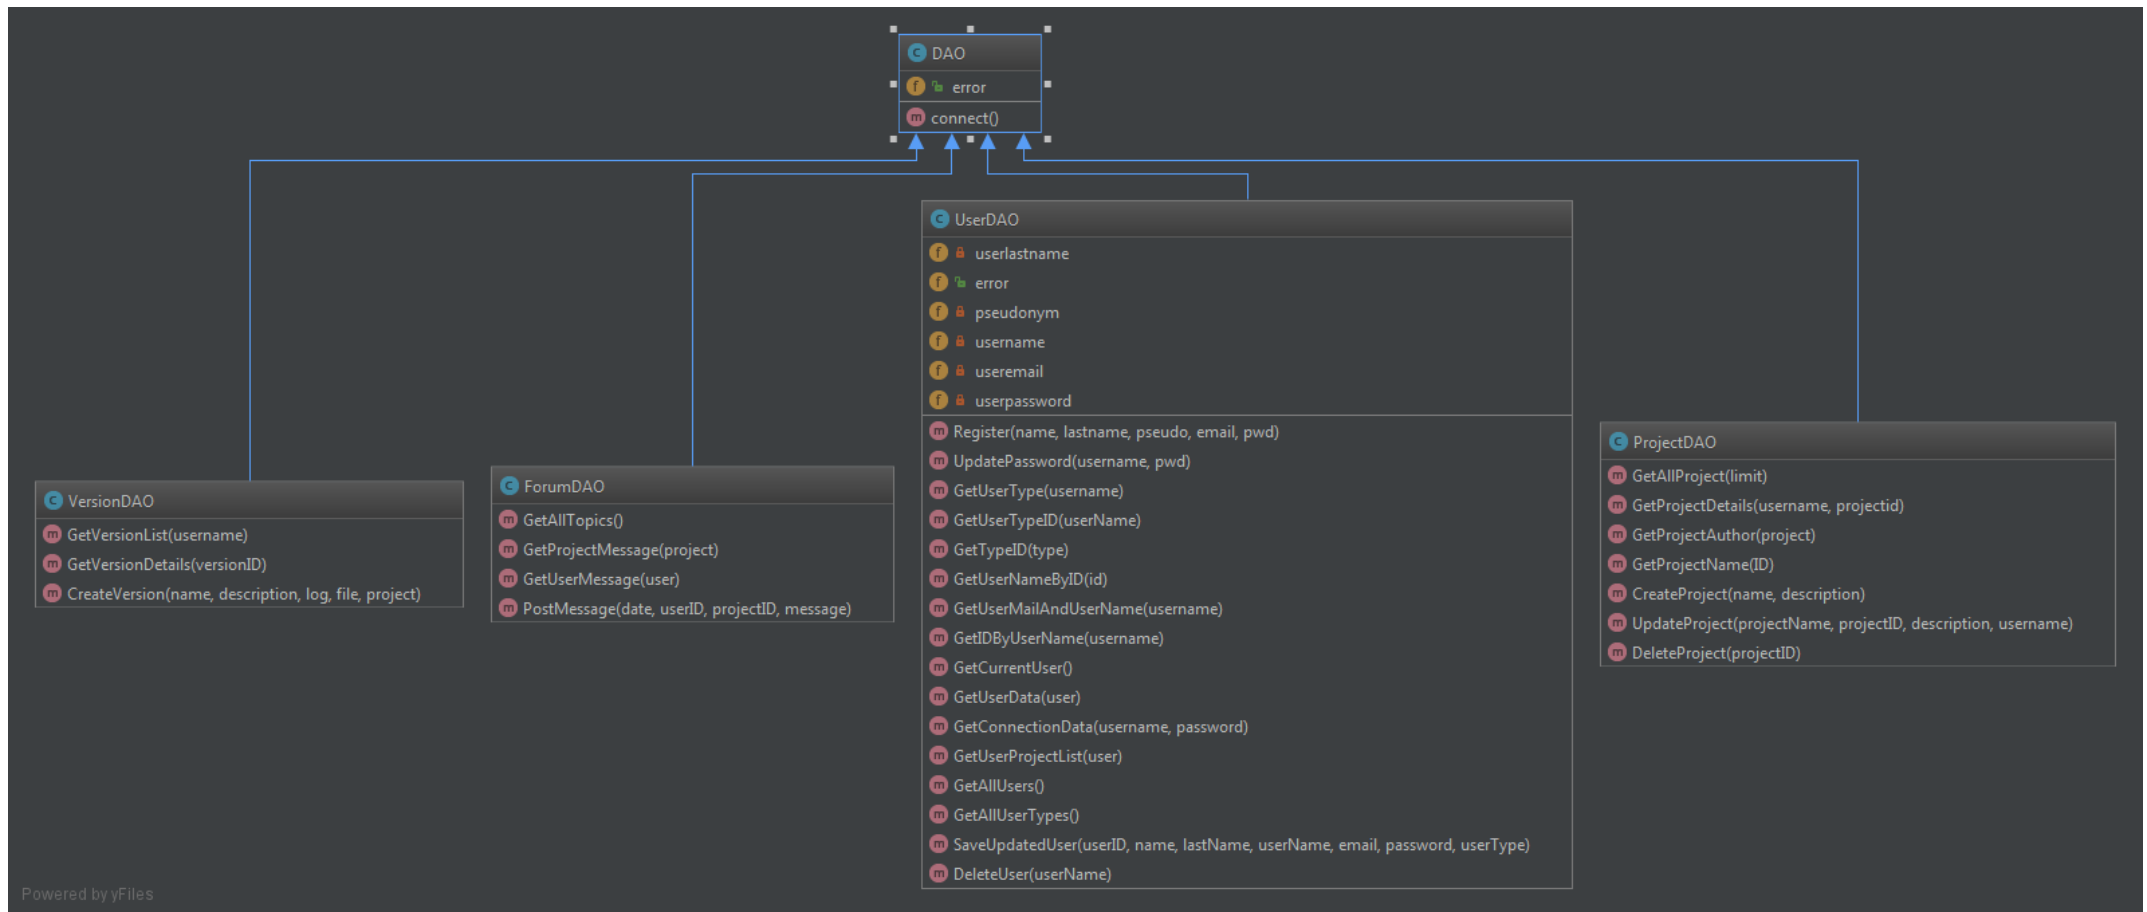 DAO
error
connect()
UserDAO
userlastname
error
pseudonym
username
useremail
userpassword
Register(name, lastname, pseudo, email, pwd)
UpdatePassword(username, pwd)
GetUserType(username)
GetUserTypeID(userName)
GetTypeID(type)
GetUserNameByID(id)
GetUserMailAndUserName(username)
GetIDByUserName(username)
GetCurrentUser()
GetUserData(user)
GetConnectionData(username, password)
GetUserProjectList(user)
GetAllUsers()
GetAllUserTypes()
SaveUpdatedUser(userID, name, lastName, userName, email, password, userType)
DeleteUser(userName)
VersionDAO
GetVersionList(username)
GetVersionDetails(versionID)
CreateVersion(name, description, log, file, project)
ForumDAO
GetAllTopics()
GetProjectMessage(project)
GetUserMessage(user)
PostMessage(date, userID, projectID, message)
ProjectDAO
GetAllProject(limit)
GetProjectDetails(username, projectid)
GetProjectAuthor(project)
GetProjectName(ID)
CreateProject(name, description)
UpdateProject(projectName, projectID, description, username)
DeleteProject(projectID)
Powered by yFiles